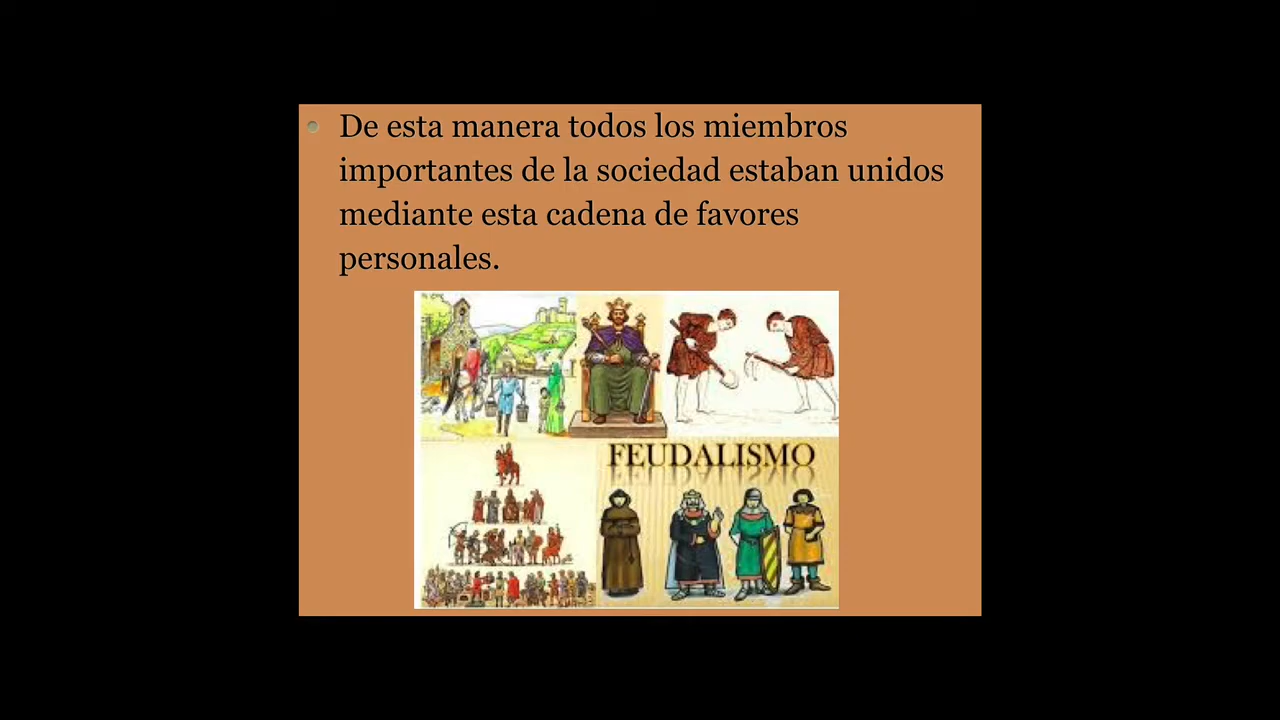 De esta manera todos los miembros
importantes de la sociedad estaban unidos
mediante esta cadena de favores
personales.
FEUDALISMO